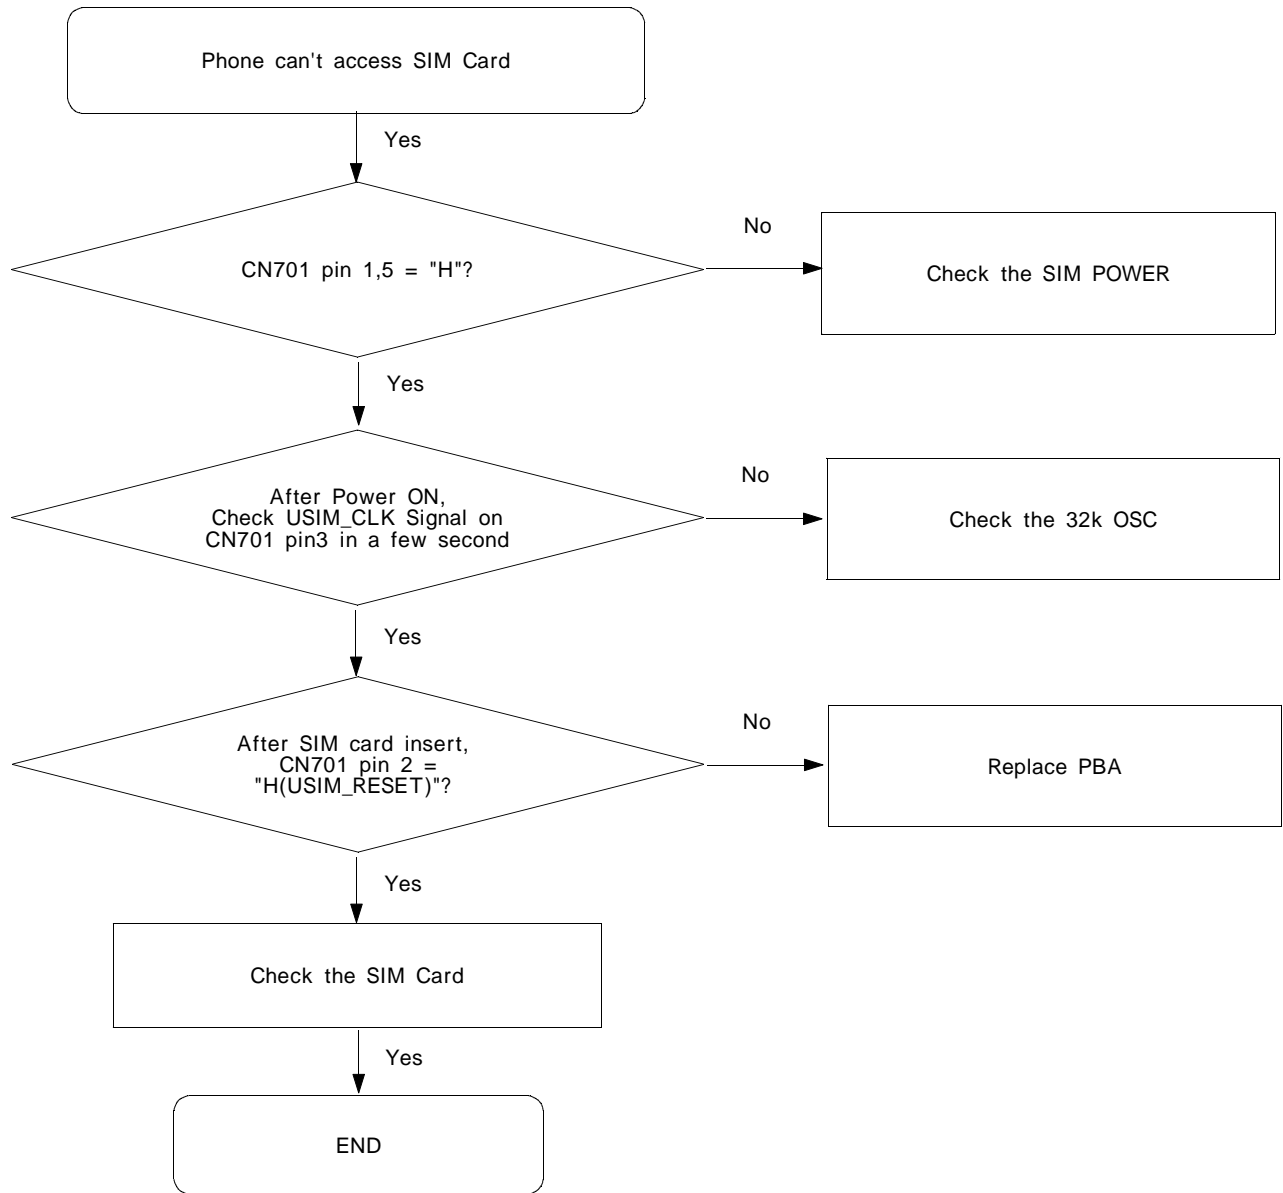 Phone can't access SIM Card
Yes
CN701 pin 1,5 = "H"?
No
Check the SIM POWER
Yes
After Power ON,
Check USIM_CLK Signal on
CN701 pin3 in a few second
No
Check the 32k OSC
Yes
After SIM card insert,
CN701 pin 2 =
"H(USIM_RESET)"?
No
Replace PBA
Yes
Check the SIM Card
Yes
END